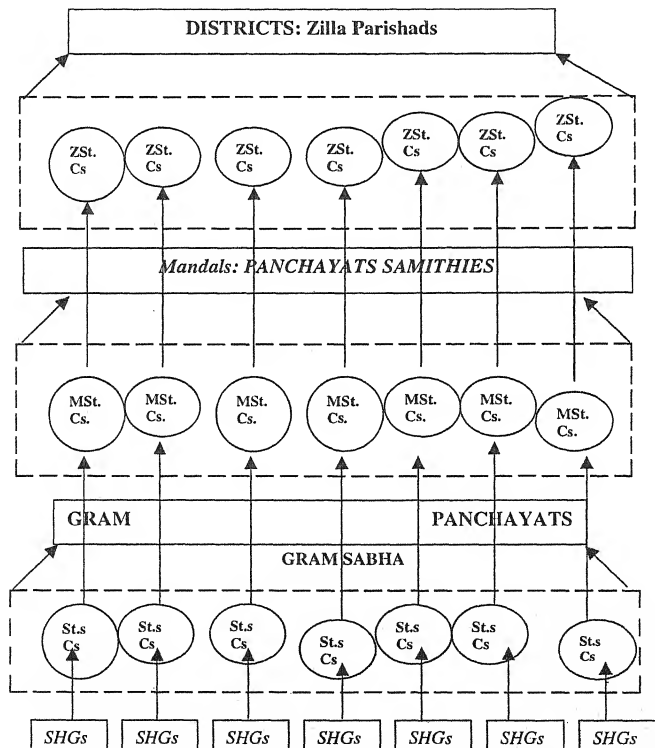 DISTRICTS: Zilla Parishads
ZSt.
Cs
ZSt.
Cs
ZSt.
Cs
ZSt.
Cs
ZSt.
Cs
ZSt.
Cs
ZSt.
Cs
Mandals: PANCHAYATS SAMITHIES
MSt.
Cs.
MSt.
Cs.
MSt.
Cs.
MSt.
Cs.
MSt.
Cs.
MSt.
Cs.
MSt.
Cs.
GRAM PANCHAYATS
GRAM SABHA
St.s
Cs
St.s
Cs
St.s
Cs
St.s
Cs
St.s
Cs
St.s
Cs
St.s
Cs
SHGs
SHGs
SHGs
SHGs
SHGs
SHGs
SHGs